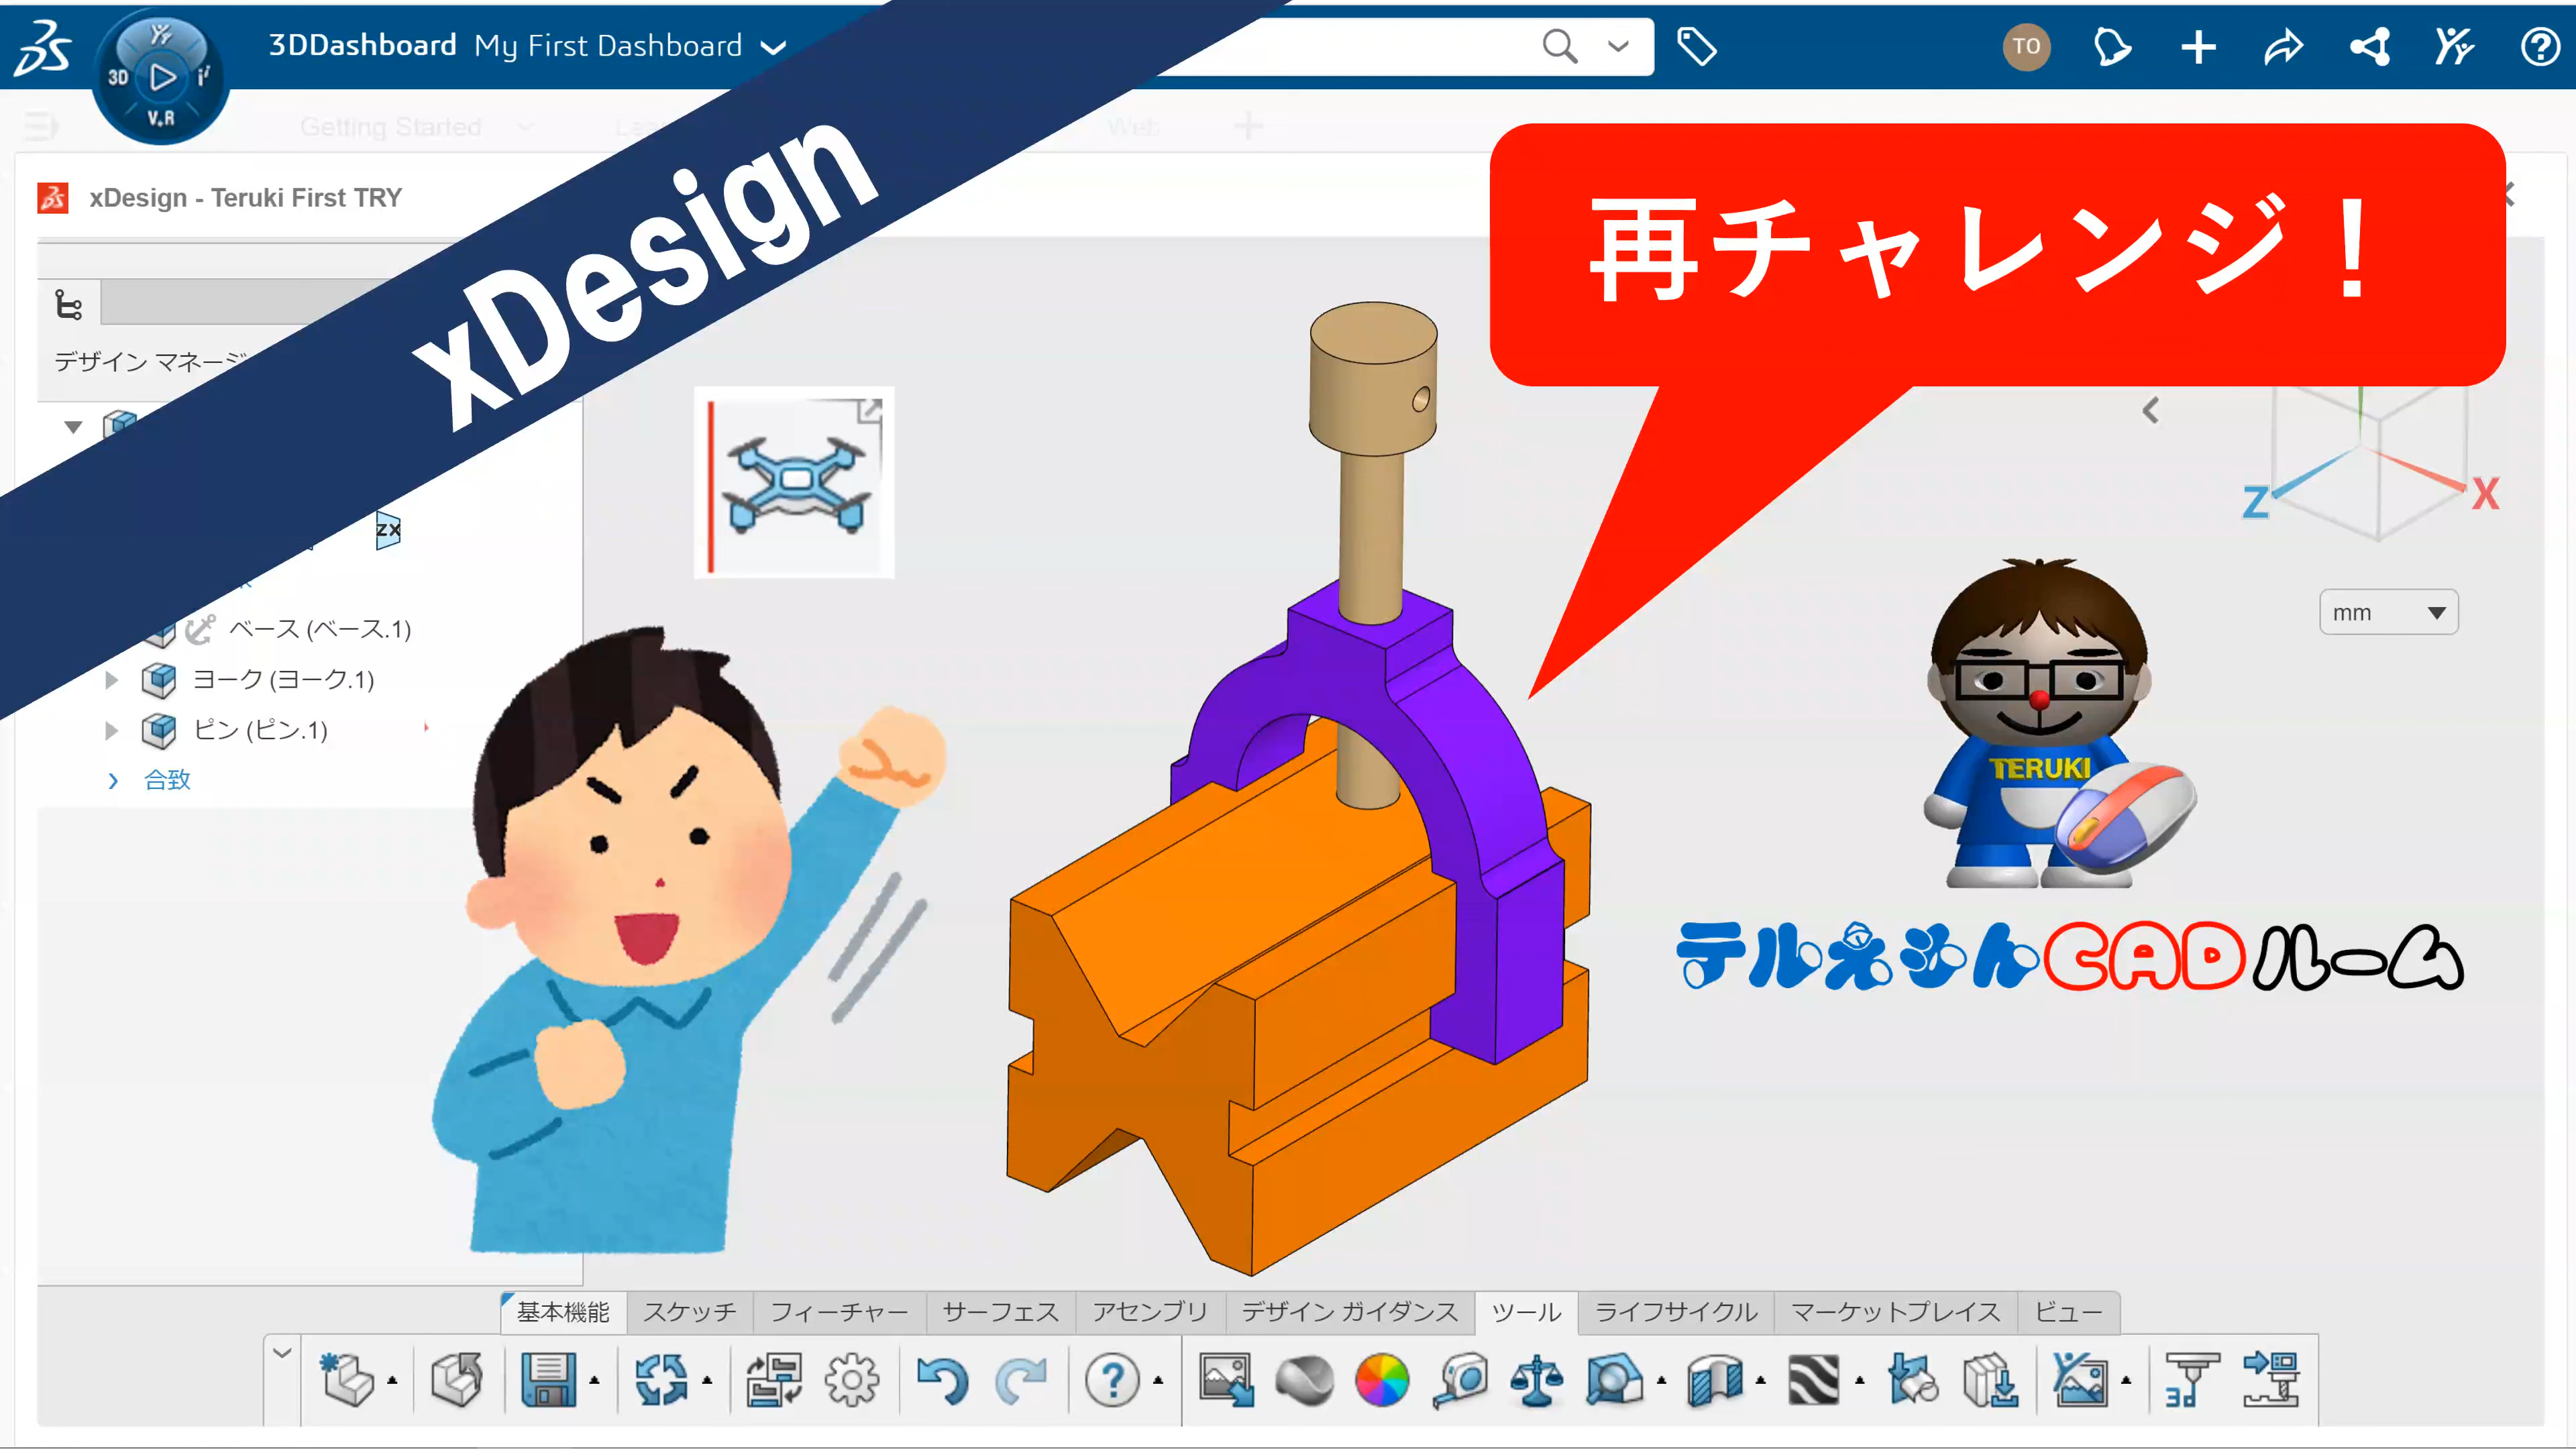 3DDashboard My First Dashboard
TO
3D
V.R
Getting Started
Web
xDesign
再チャレンジ！
xDesign - Teruki First TRY
デザイン マネージ
ZX
Z
X
mm
ベース (ベース.1)
ヨーク (ヨーク.1)
ピン (ピン.1)
合致
TERUKI
テルえもんCADルーム
基本機能 スケッチ フィーチャー サーフェス アセンブリ デザイン ガイダンス ツール ライフサイクル マーケットプレイス ビュー
3d